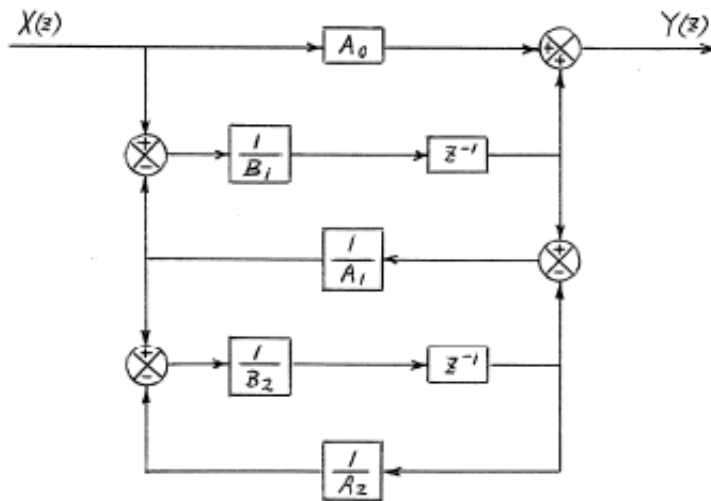 X(z)
A0
+
+
Y(z)
+
-
1
B1
z-1
+
-
1
A1
+
-
1
B2
z-1
1
A2